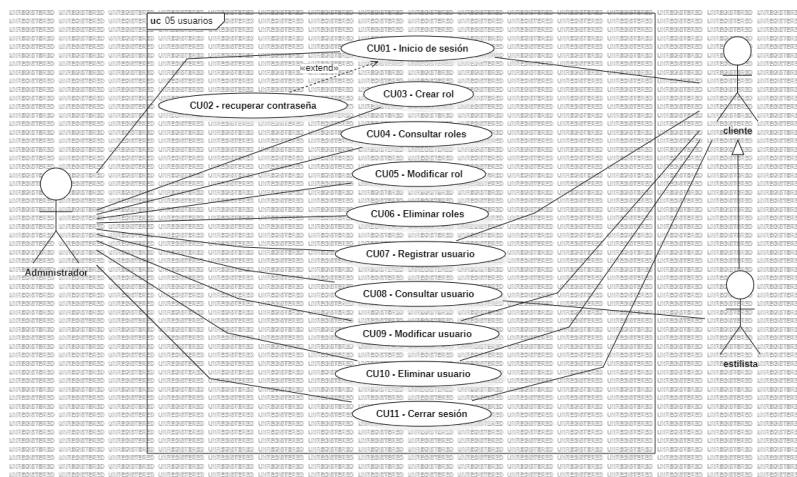 uc 05 usuarios
CU01 - Inicio de sesión
«extend»
CU02 - recuperar contraseña
CU03 - Crear rol
CU04 - Consultar roles
CU05 - Modificar rol
CU06 - Eliminar roles
CU07 - Registrar usuario
CU08 - Consultar usuario
CU09 - Modificar usuario
CU10 - Eliminar usuario
CU11 - Cerrar sesión
Administrador
cliente
estilista
UNREGISTERED